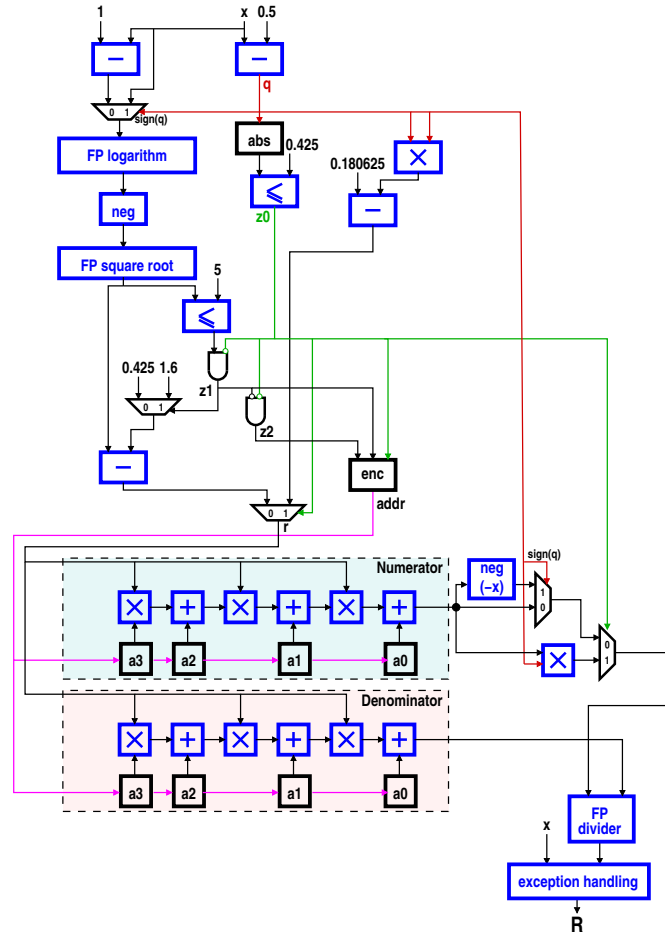 1 x 0.5
− −
q
0 1
sign(q)
abs
0.425
×
0.180625
FP logarithm
≤
−
z0
neg
FP square root
5
≤
0.425 1.6
z1
0 1
z2
−
enc
addr
0 1
r
Numerator
sign(q)
neg
(−x)
1
0
× + × + × +
0
1
×
a3 a2 a1 a0
Denominator
× + × + × +
a3 a2 a1 a0
FP
divider
x
exception handling
R